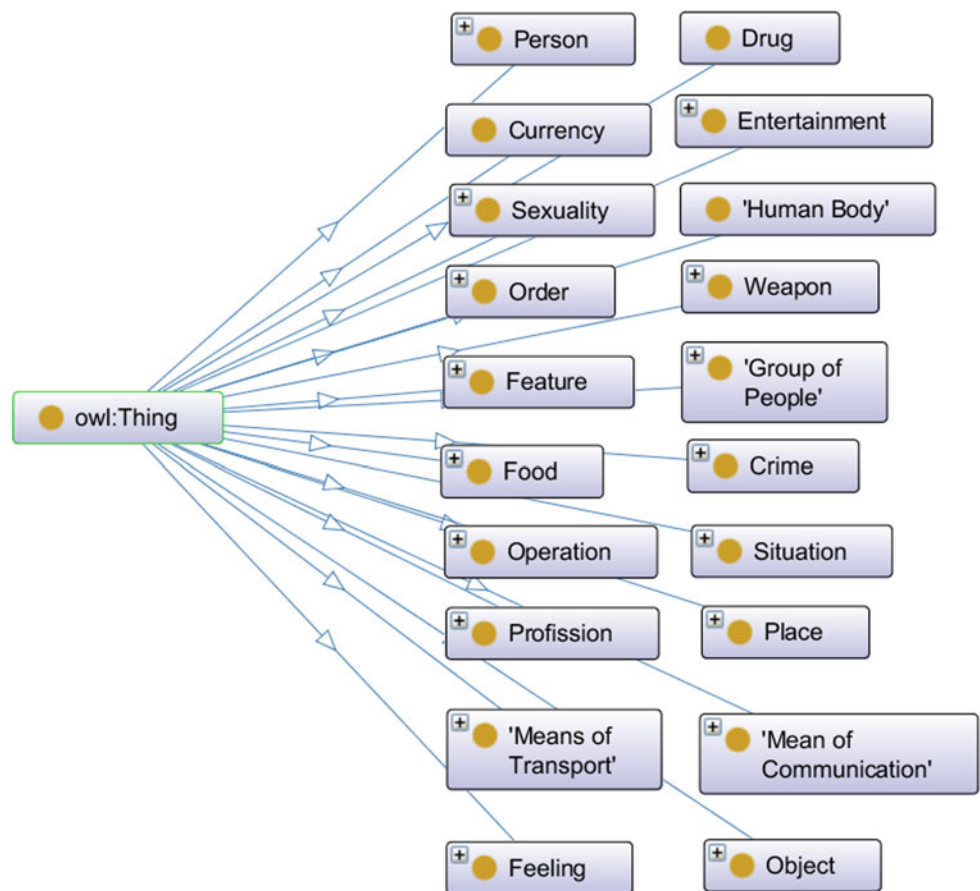 Person
Drug
Currency
Entertainment
Sexuality
'Human Body'
Order
Weapon
Feature
'Group of
People'
owl:Thing
Food
Crime
Operation
Situation
Profission
Place
'Means of
Transport'
'Mean of
Communication'
Feeling
Object